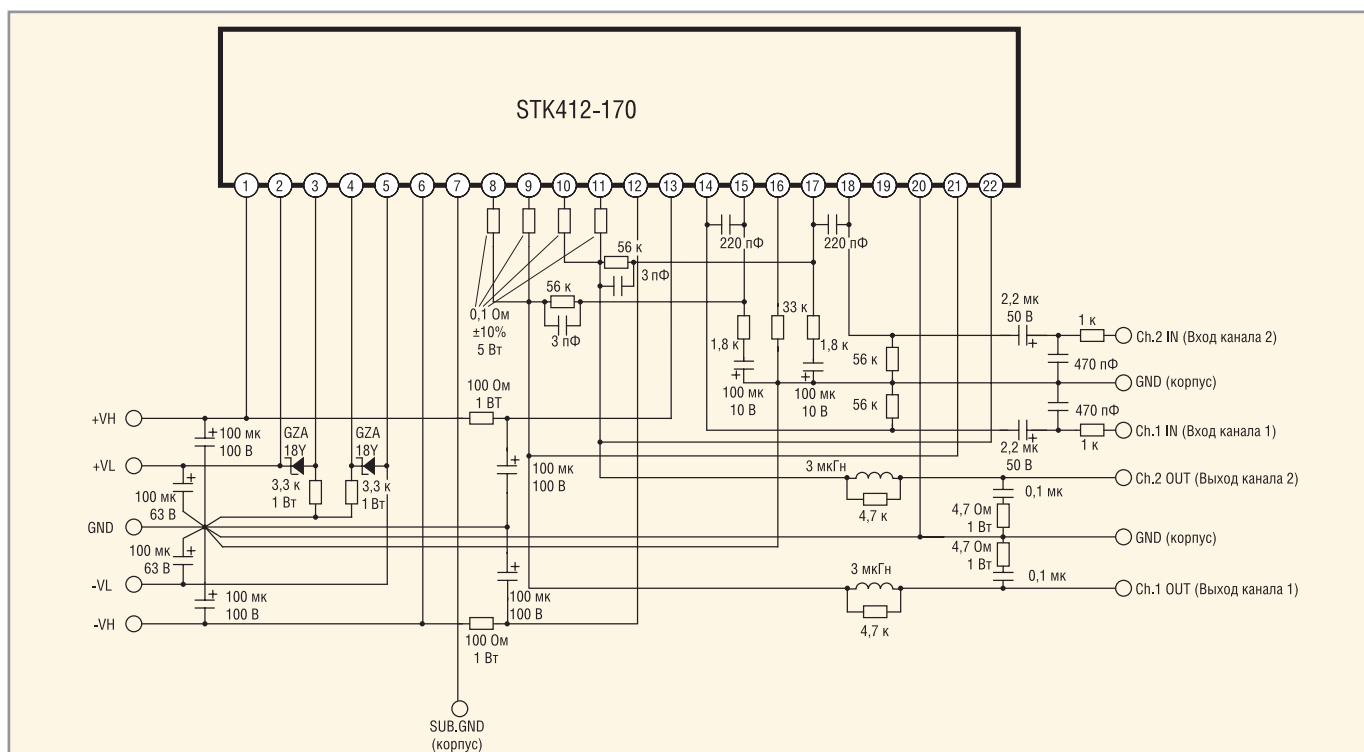 STK412-170
1 2 3 4 5 6 7 8 9 10 11 12 13 14 15 16 17 18 19 20 21 22
220 пФ
220 пФ
56 к
3 пФ
56 к
3 пФ
0,1 Ом
±10%
5 Вт
33 к
1,8 к
1,8 к
2,2 мк
50 В
1 к
Ch.2 IN (Вход канала 2)
56 к
470 пФ
+
100 мк
10 В
+
100 мк
10 В
+
GND (корпус)
100 Ом
1 ВТ
56 к
470 пФ
+VH
+
100 мк
100 В
GZA
18Y
GZA
18Y
2,2 мк
50 В
+
1 к
Ch.1 IN (Вход канала 1)
+VL
+
100 мк
63 В
3,3 к
1 Вт
3,3 к
1 Вт
+
100 мк
100 В
3 мкГн
4,7 к
Ch.2 OUT (Выход канала 2)
0,1 мк
4,7 Ом
1 Вт
GND
GND (корпус)
100 мк
63 В
+
4,7 Ом
1 Вт
0,1 мк
-VL
+
100 мк
100 В
+
100 мк
100 В
3 мкГн
4,7 к
Ch.1 OUT (Выход канала 1)
-VH
100 Ом
1 Вт
SUB.GND
(корпус)